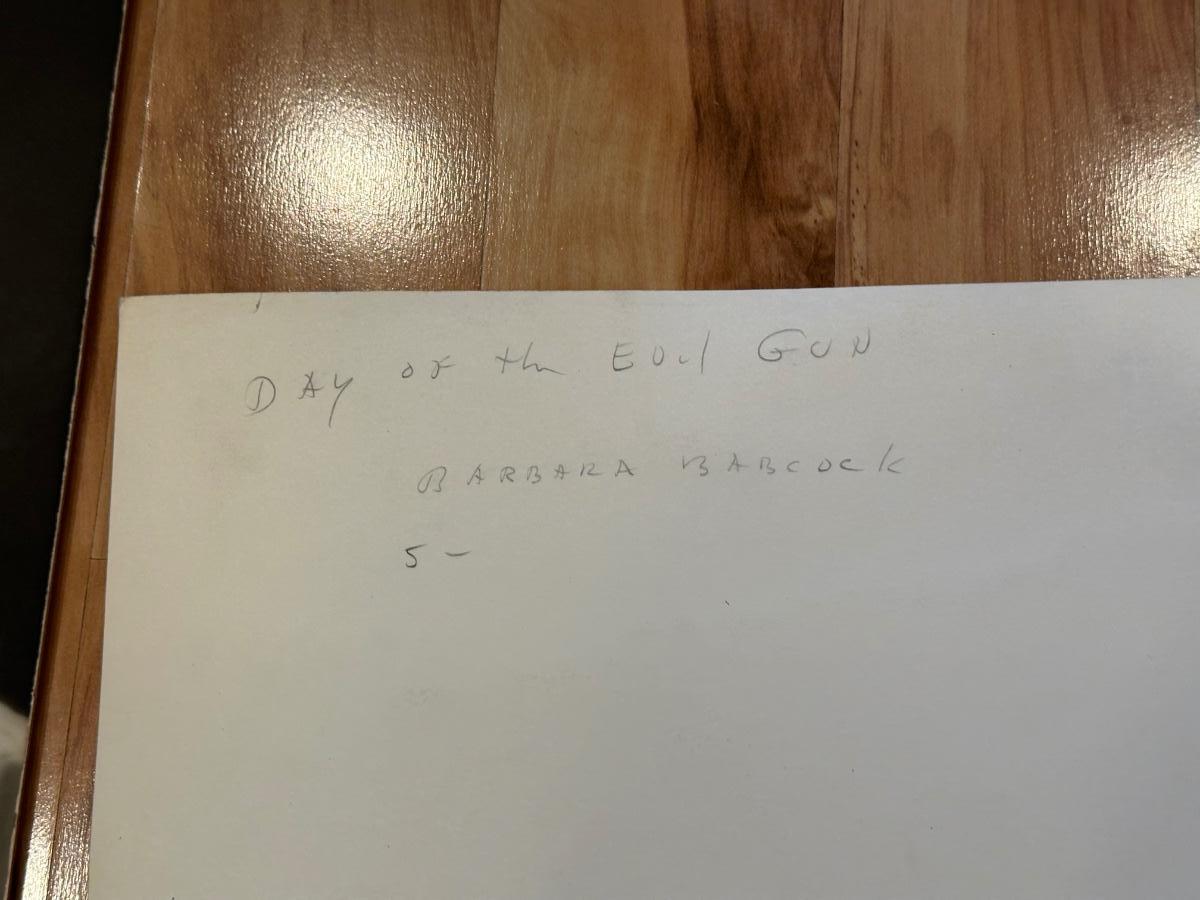 DAY OF the EVil GUN
BARBARA BABCOCK
5 -